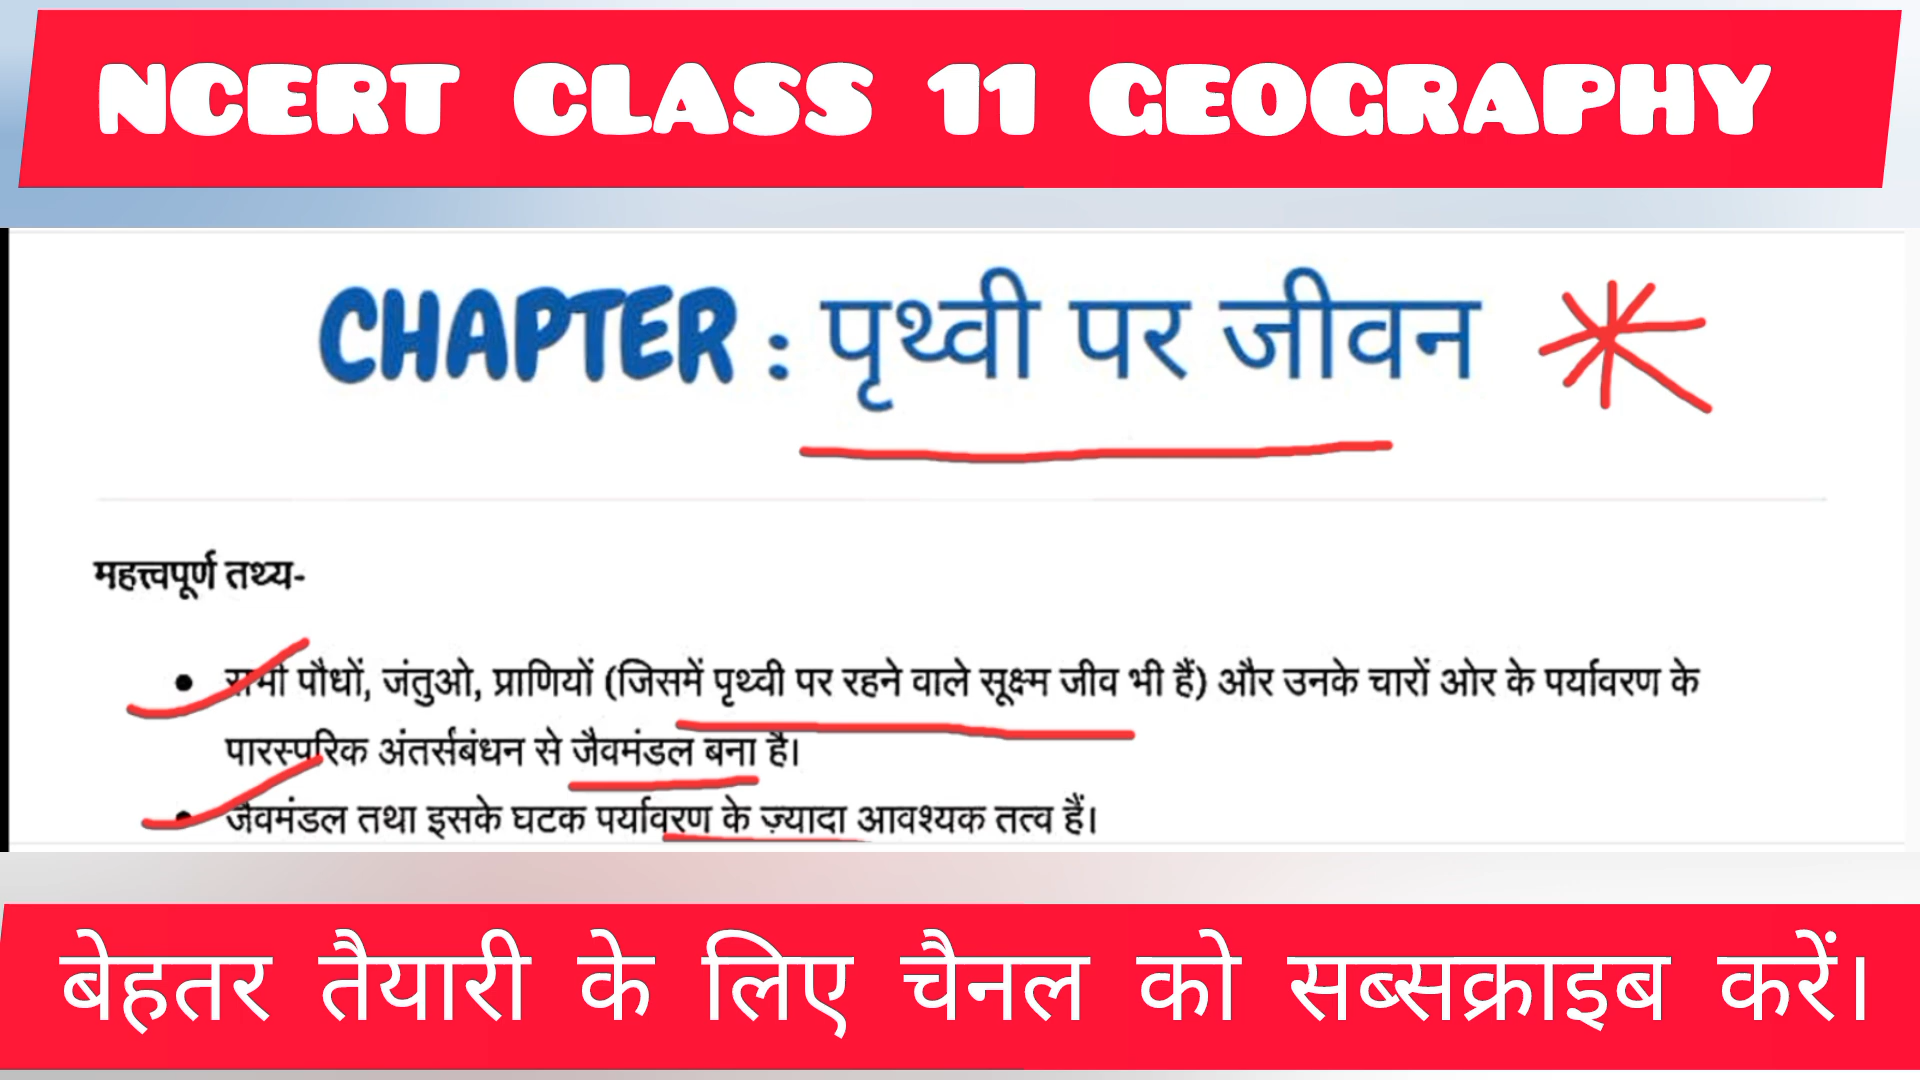 NCERT CLASS 11 GEOGRAPHY
CHAPTER : पृथ्वी पर जीवन
महत्त्वपूर्ण तथ्य-
• सभी पौधों, जंतुओ, प्राणियों (जिसमें पृथ्वी पर रहने वाले सूक्ष्म जीव भी हैं) और उनके चारों ओर के पर्यावरण के
पारस्परिक अंतर्सबंधन से जैवमंडल बना है।
• जैवमंडल तथा इसके घटक पर्यावरण के ज़्यादा आवश्यक तत्व हैं।
बेहतर तैयारी के लिए चैनल को सब्सक्राइब करें।